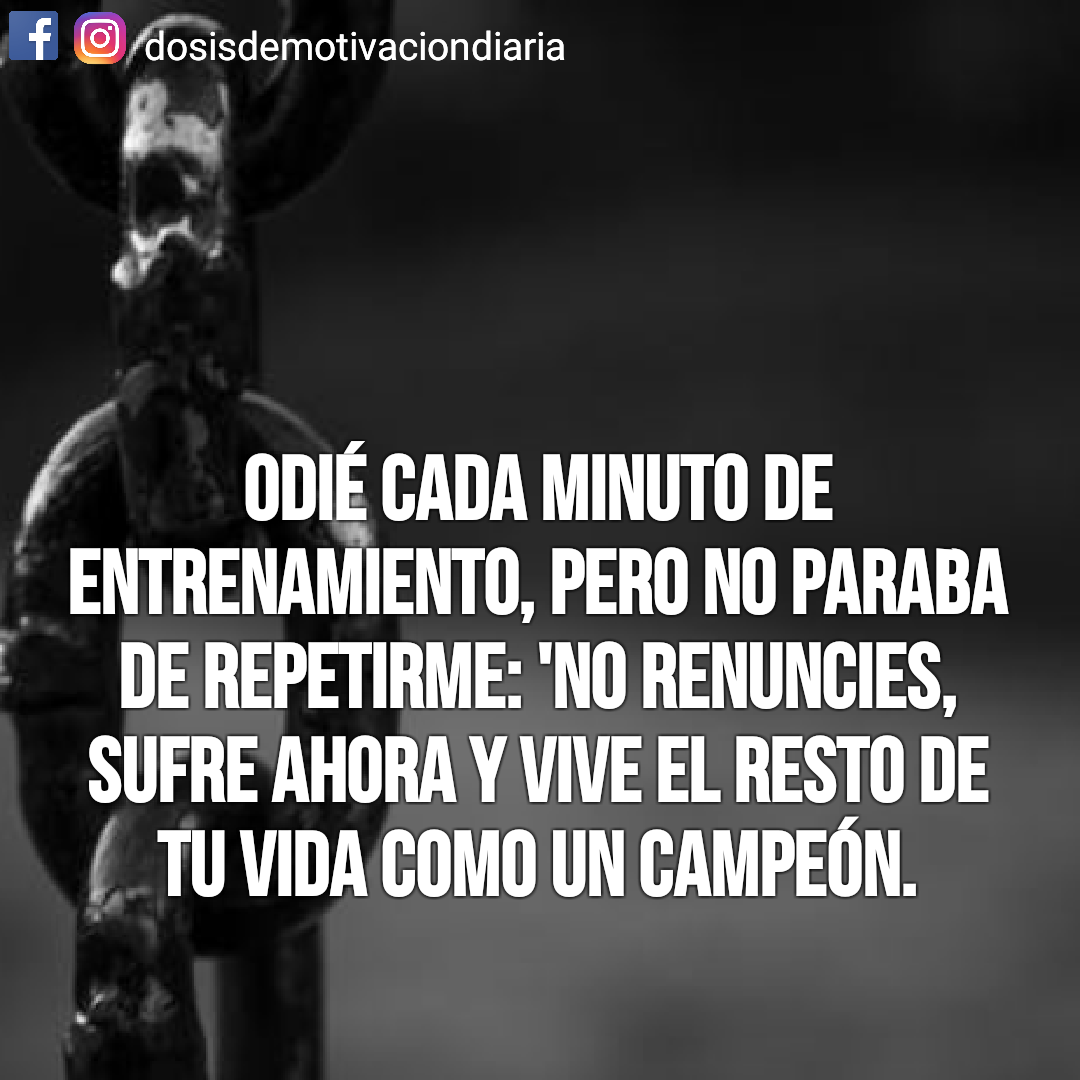 dosisdemotivaciondiaria
ODIÉ CADA MINUTO DE
ENTRENAMIENTO, PERO NO PARABA
DE REPETIRME: 'NO RENUNCIES,
SUFRE AHORA Y VIVE EL RESTO DE
TU VIDA COMO UN CAMPEÓN.